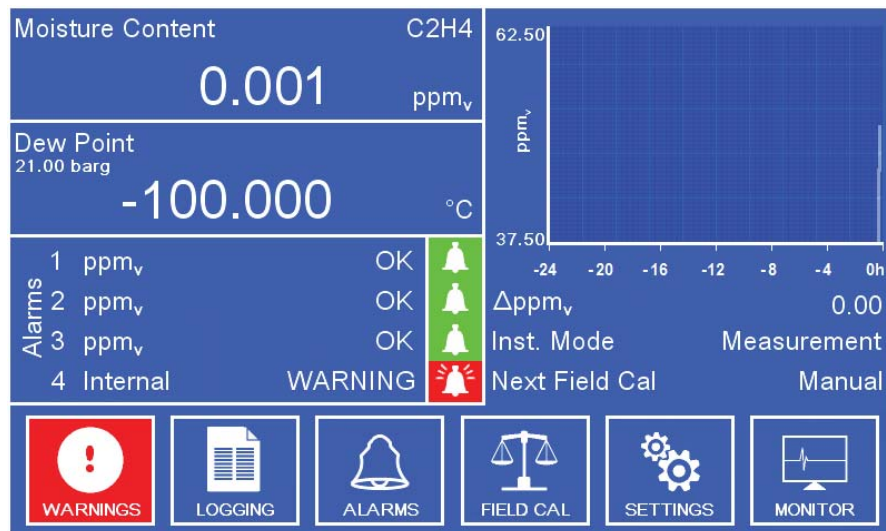 Moisture Content C2H4
0.001 ppmv
Dew Point
21.00 barg
-100.000 °C
Alarms
1 ppmv OK
2 ppmv OK
3 ppmv OK
4 Internal WARNING
62.50
ppmv
37.50
-24 -20 -16 -12 -8 -4 0h
Δppmv 0.00
Inst. Mode Measurement
Next Field Cal Manual
!
WARNINGS LOGGING ALARMS FIELD CAL SETTINGS MONITOR